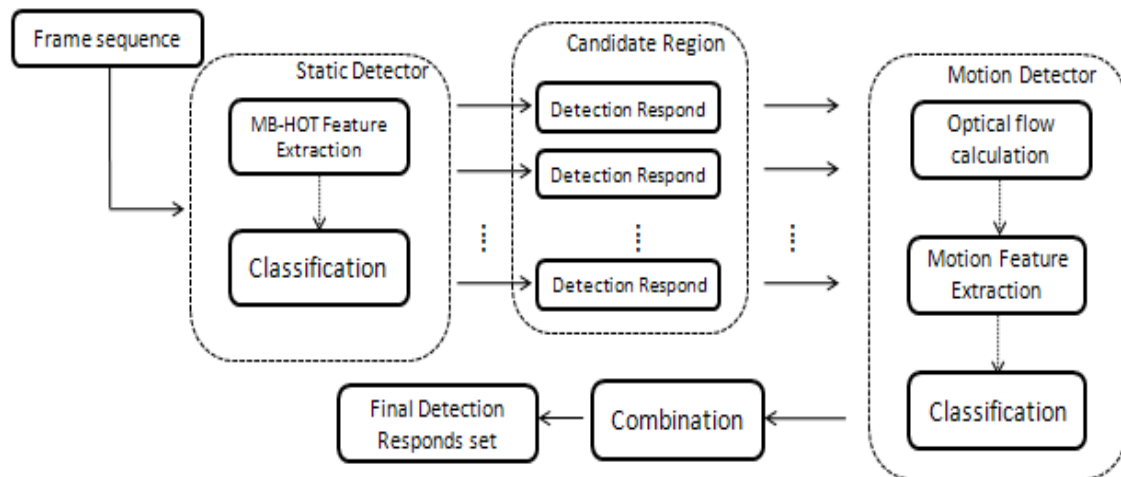 Frame sequence
Static Detector
MB-HOT Feature
Extraction
Classification
Candidate Region
Detection Respond
Detection Respond
Detection Respond
Motion Detector
Optical flow
calculation
Motion Feature
Extraction
Classification
Combination
Final Detection
Responds set